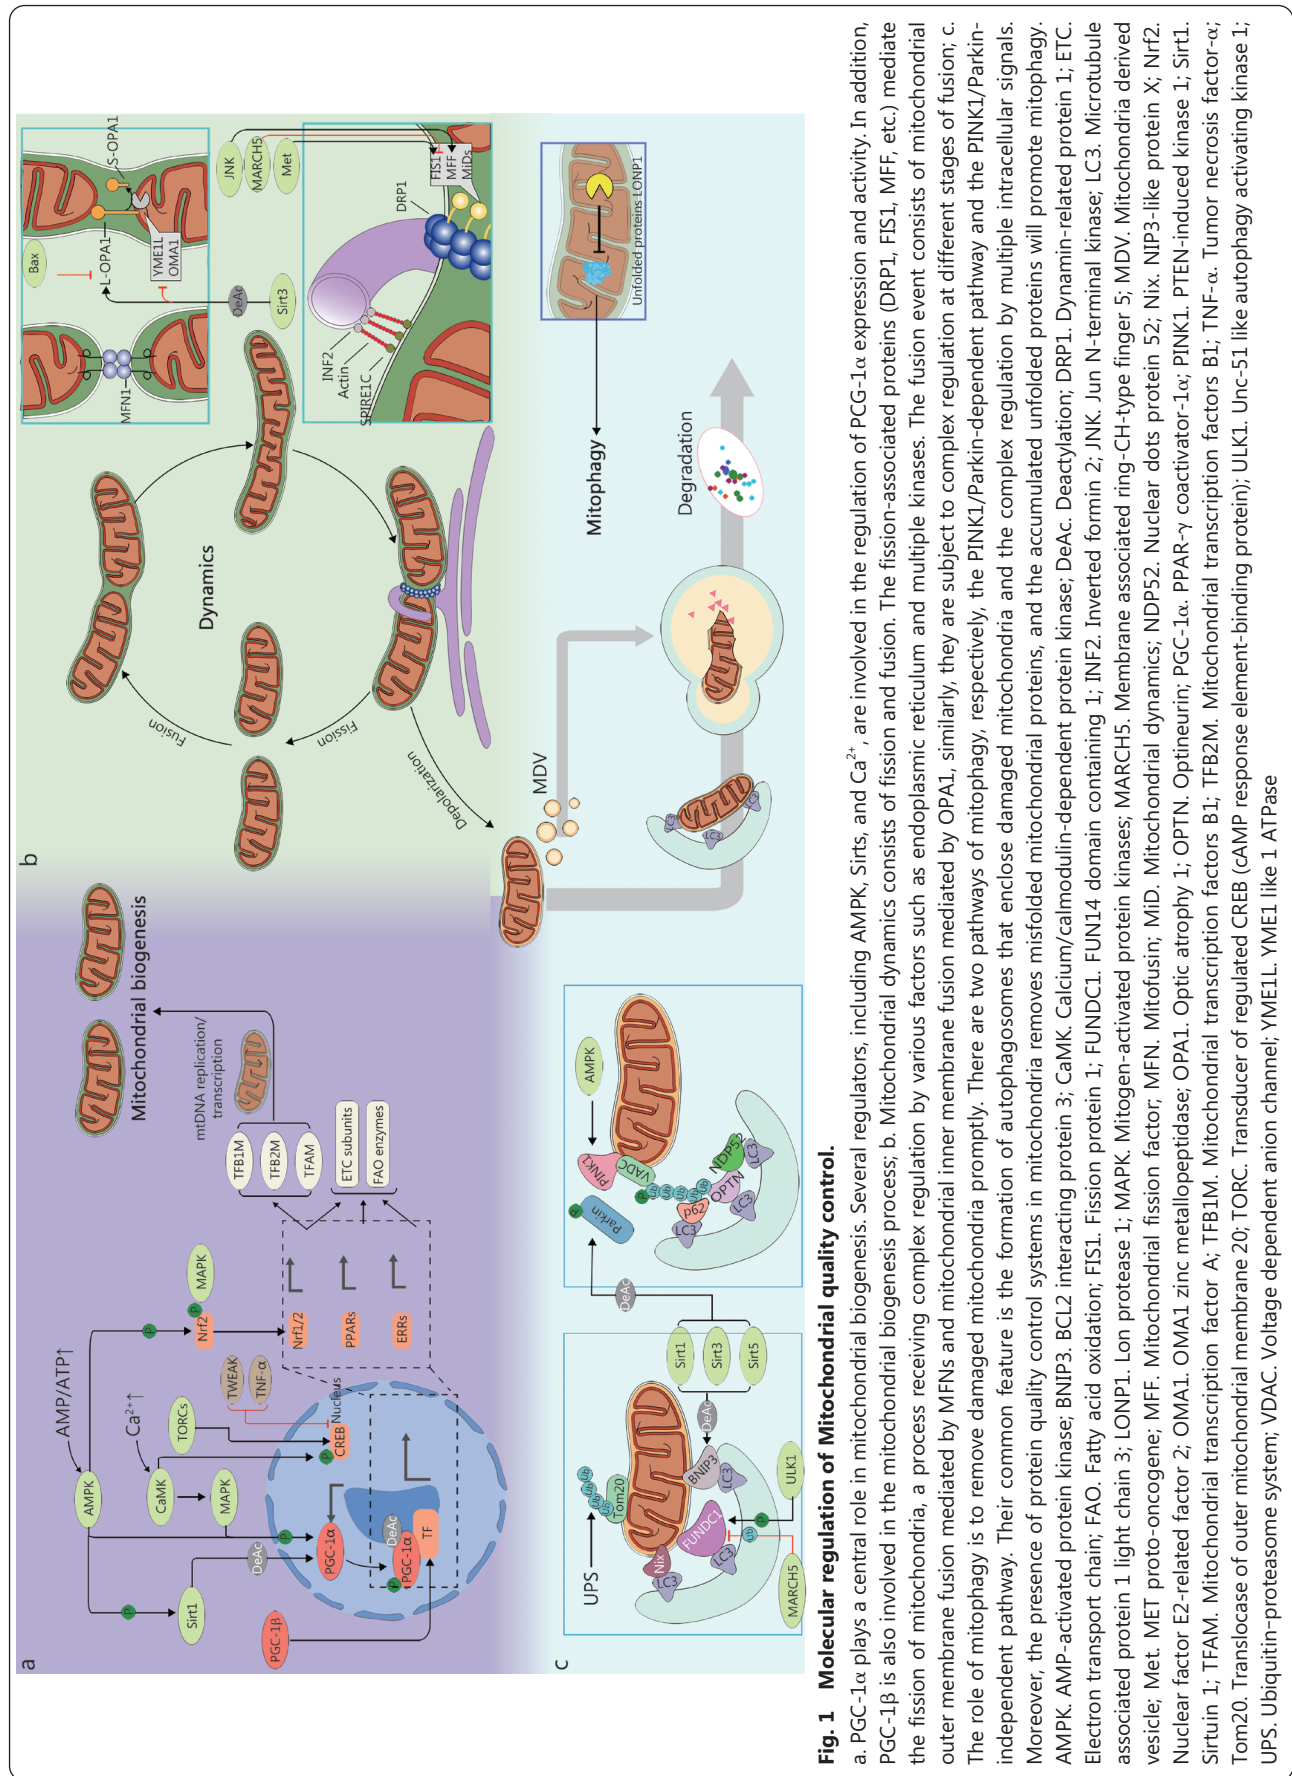 a
AMP/ATP↑
AMPK
Ca²⁺↑
CaMK
MAPK
TORCs
TWEAK
TNF-α
P
Sirt1
DeAc
P
P
CREB
Nucleus
P
Nrf2
P
MAPK
PGC-1β
PGC-1α
DeAc
P
PGC-1α
TF
Nrf1/2
PPARs
ERRs
TFB1M
TFB2M
TFAM
ETC subunits
FAO enzymes
mtDNA replication/
transcription
Mitochondrial biogenesis
b
Fusion
Fission
Dynamics
Depolarization
MFN1
Bax
L-OPA1
S-OPA1
YME1L
OMA1
DeAc
Sirt3
JNK
MARCH5
Met
INF2
Actin
SPIRE1C
DRP1
FIS1
MFF
MiDs
c
UPS
Ub
Ub
Ub
Ub
Tom20
Nix
LC3
FUNDC1
LC3
BNIP3
LC3
DeAc
P
Ub
ULK1
MARCH5
Sirt1
Sirt3
Sirt5
DeAc
P
Parkin
PINK1
AMPK
VADC
P
Ub
Ub
Ub
Ub
Ub
p62
OPTN
NDP52
LC3
LC3
LC3
MDV
LC3
LC3
LC3
Degradation
Mitophagy
Unfolded proteins LONP1
Fig. 1 Molecular regulation of Mitochondrial quality control.
a. PGC-1α plays a central role in mitochondrial biogenesis. Several regulators, including AMPK, Sirts, and Ca²⁺, are involved in the regulation of PCG-1α expression and activity. In addition,
PGC-1β is also involved in the mitochondrial biogenesis process; b. Mitochondrial dynamics consists of fission and fusion. The fission-associated proteins (DRP1, FIS1, MFF, etc.) mediate
the fission of mitochondria, a process receiving complex regulation by various factors such as endoplasmic reticulum and multiple kinases. The fusion event consists of mitochondrial
outer membrane fusion mediated by MFNs and mitochondrial inner membrane fusion mediated by OPA1, similarly, they are subject to complex regulation at different stages of fusion; c.
The role of mitophagy is to remove damaged mitochondria promptly. There are two pathways of mitophagy, respectively, the PINK1/Parkin-dependent pathway and the PINK1/Parkin-
independent pathway. Their common feature is the formation of autophagosomes that enclose damaged mitochondria and the complex regulation by multiple intracellular signals.
Moreover, the presence of protein quality control systems in mitochondria removes misfolded mitochondrial proteins, and the accumulated unfolded proteins will promote mitophagy.
AMPK. AMP-activated protein kinase; BNIP3. BCL2 interacting protein 3; CaMK. Calcium/calmodulin-dependent protein kinase; DeAc. Deactylation; DRP1. Dynamin-related protein 1; ETC.
Electron transport chain; FAO. Fatty acid oxidation; FIS1. Fission protein 1; FUNDC1. FUN14 domain containing 1; INF2. Inverted formin 2; JNK. Jun N-terminal kinase; LC3. Microtubule
associated protein 1 light chain 3; LONP1. Lon protease 1; MAPK. Mitogen-activated protein kinases; MARCH5. Membrane associated ring-CH-type finger 5; MDV. Mitochondria derived
vesicle; Met. MET proto-oncogene; MFF. Mitochondrial fission factor; MFN. Mitofusin; MiD. Mitochondrial dynamics; NDP52. Nuclear dots protein 52; Nix. NIP3-like protein X; Nrf2.
Nuclear factor E2-related factor 2; OMA1. OMA1 zinc metallopeptidase; OPA1. Optic atrophy 1; OPTN. Optineurin; PGC-1α. PPAR-γ coactivator-1α; PINK1. PTEN-induced kinase 1; Sirt1.
Sirtuin 1; TFAM. Mitochondrial transcription factor A; TFB1M. Mitochondrial transcription factors B1; TFB2M. Mitochondrial transcription factors B1; TNF-α. Tumor necrosis factor-α;
Tom20. Translocase of outer mitochondrial membrane 20; TORC. Transducer of regulated CREB (cAMP response element-binding protein); ULK1. Unc-51 like autophagy activating kinase 1;
UPS. Ubiquitin-proteasome system; VDAC. Voltage dependent anion channel; YME1L. YME1 like 1 ATPase